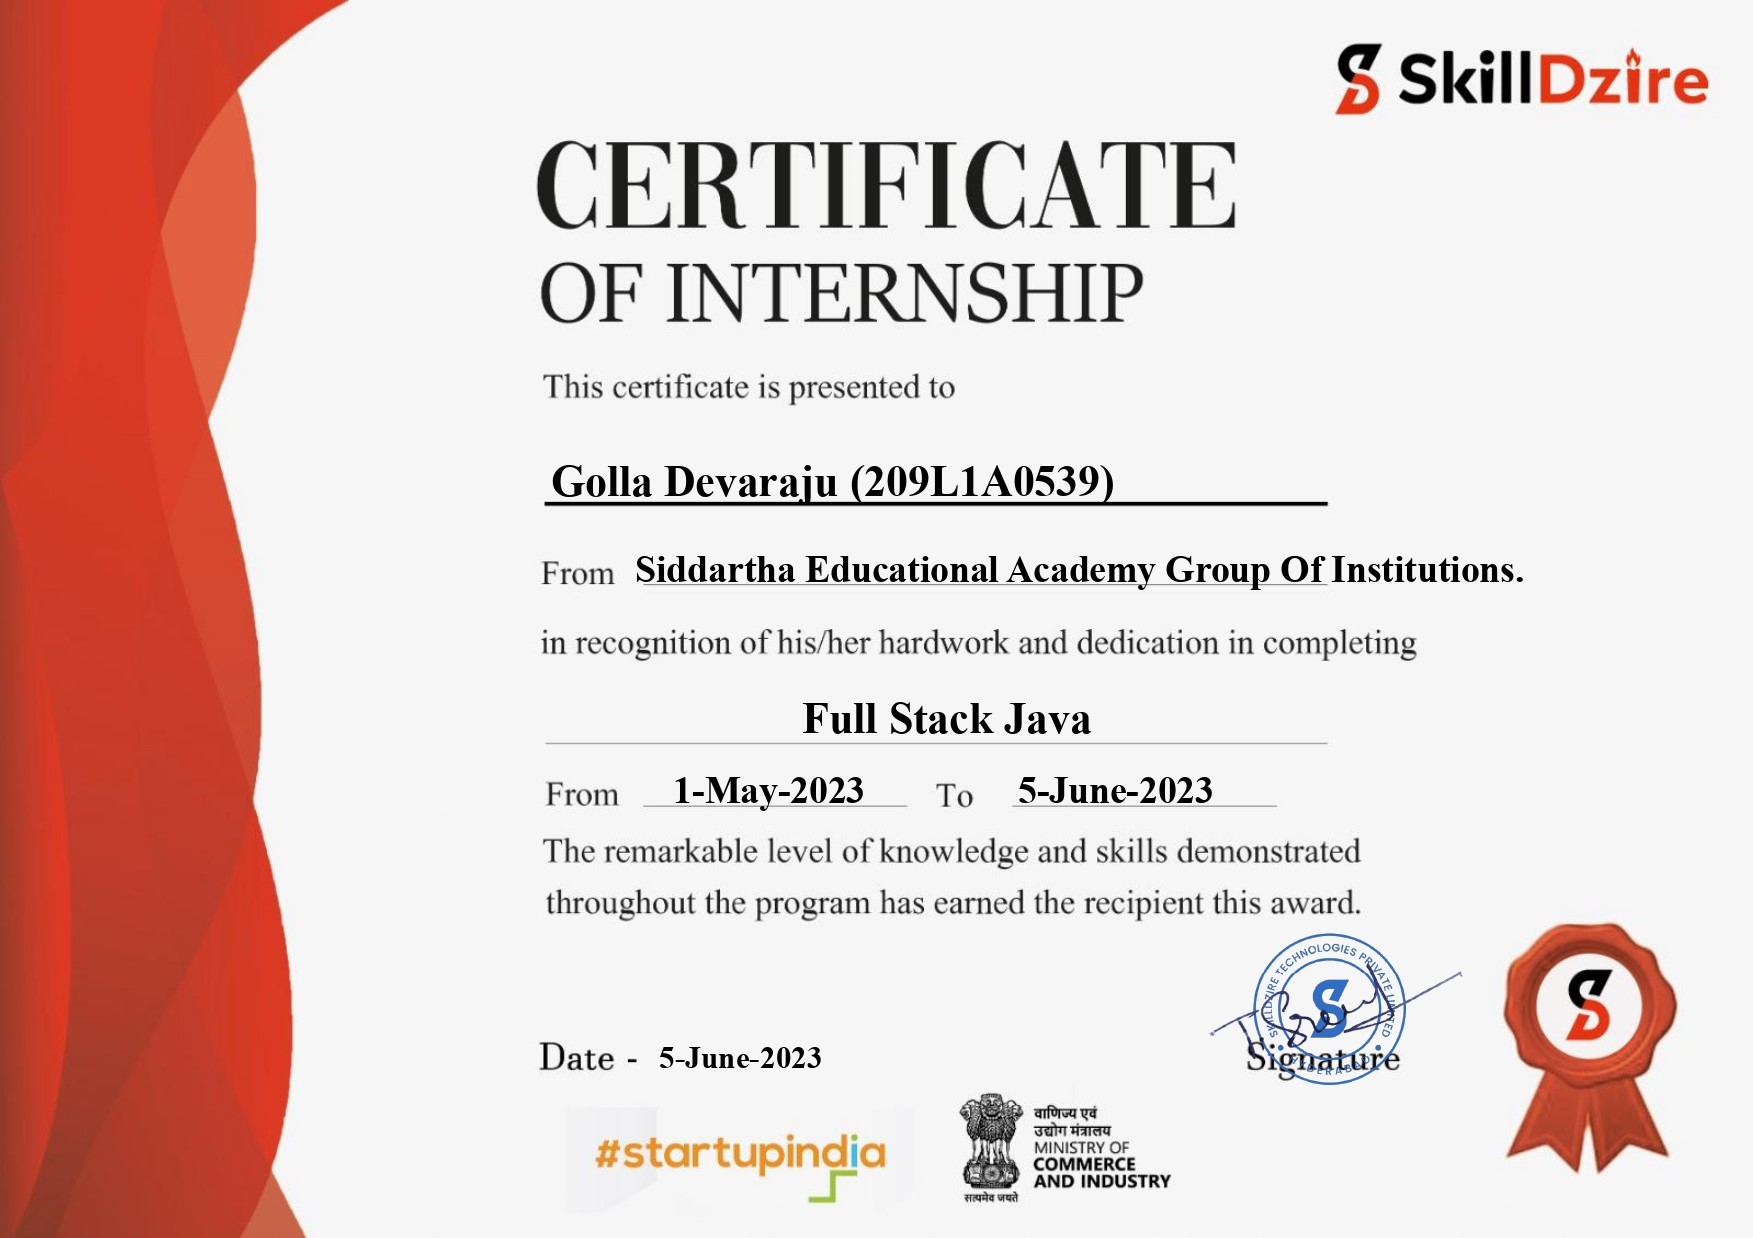 SkillDzire
CERTIFICATE
OF INTERNSHIP
This certificate is presented to
Golla Devaraju (209L1A0539)
From Siddartha Educational Academy Group Of Institutions.
in recognition of his/her hardwork and dedication in completing
Full Stack Java
From 1-May-2023 To 5-June-2023
The remarkable level of knowledge and skills demonstrated
throughout the program has earned the recipient this award.
SKILLDZIRE TECHNOLOGIES PRIVATE LIMITED
HYDERABAD
Date - 5-June-2023
Signature
#startupindia
वाणिज्य एवं
उद्योग मंत्रालय
MINISTRY OF
COMMERCE
AND INDUSTRY
सत्यमेव जयते